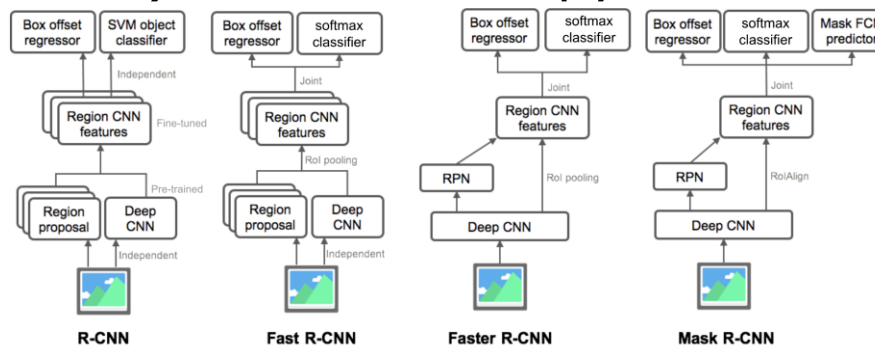 Box offset
regressor
SVM object
classifier
Independent
Region CNN
features
Fine-tuned
Pre-trained
Region
proposal
Deep
CNN
Independent
R-CNN
Box offset
regressor
softmax
classifier
Joint
Region CNN
features
RoI pooling
Region
proposal
Deep
CNN
Independent
Fast R-CNN
Box offset
regressor
softmax
classifier
Joint
Region CNN
features
RPN
RoI pooling
Deep CNN
Faster R-CNN
Box offset
regressor
softmax
classifier
Mask FCN
predictor
Joint
Region CNN
features
RPN
RoIAlign
Deep CNN
Mask R-CNN